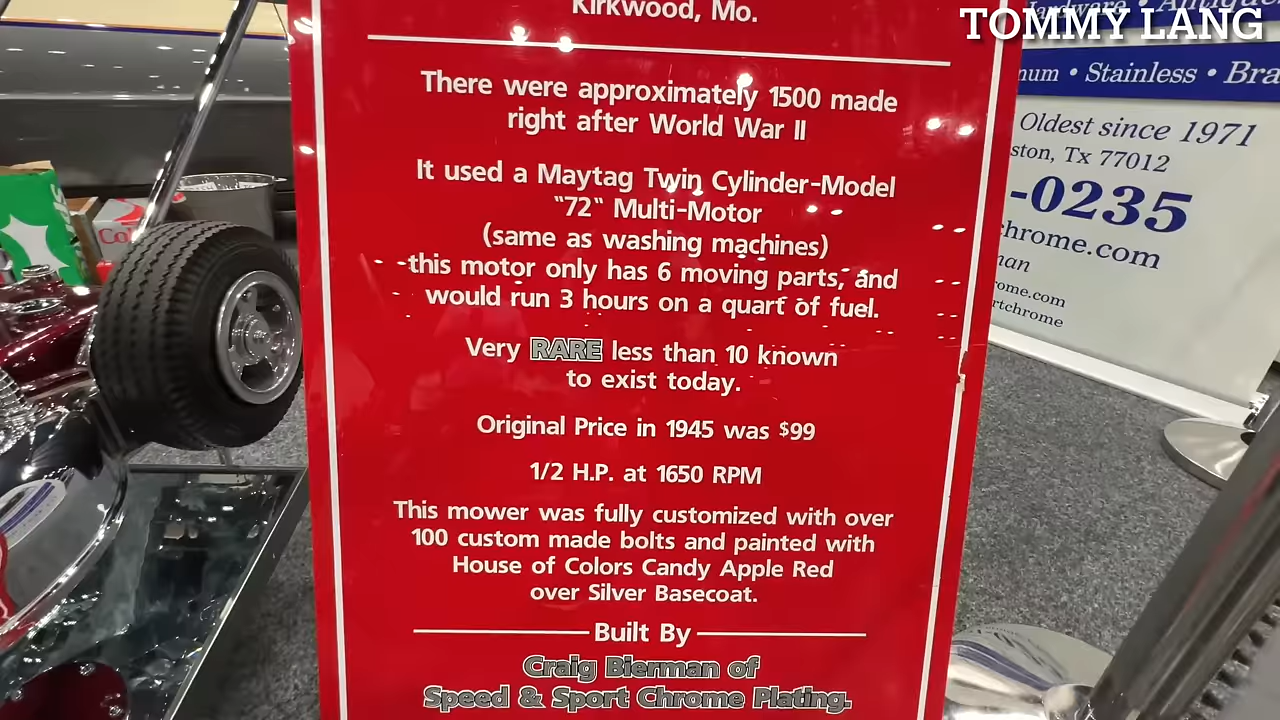 TOMMY LANG
Kirkwood, Mo.
There were approximately 1500 made
right after World War II
It used a Maytag Twin Cylinder-Model
"72" Multi-Motor
(same as washing machines)
this motor only has 6 moving parts, and
would run 3 hours on a quart of fuel.
Very RARE less than 10 known
to exist today.
Original Price in 1945 was $99
1/2 H.P. at 1650 RPM
This mower was fully customized with over
100 custom made bolts and painted with
House of Colors Candy Apple Red
over Silver Basecoat.
Built By
Craig Bierman of
Speed & Sport Chrome Plating.
Hardware •
• Stainless •
Oldest since 1971
Tx 77012
-0235
hrome.com
rome.com
rtchrome